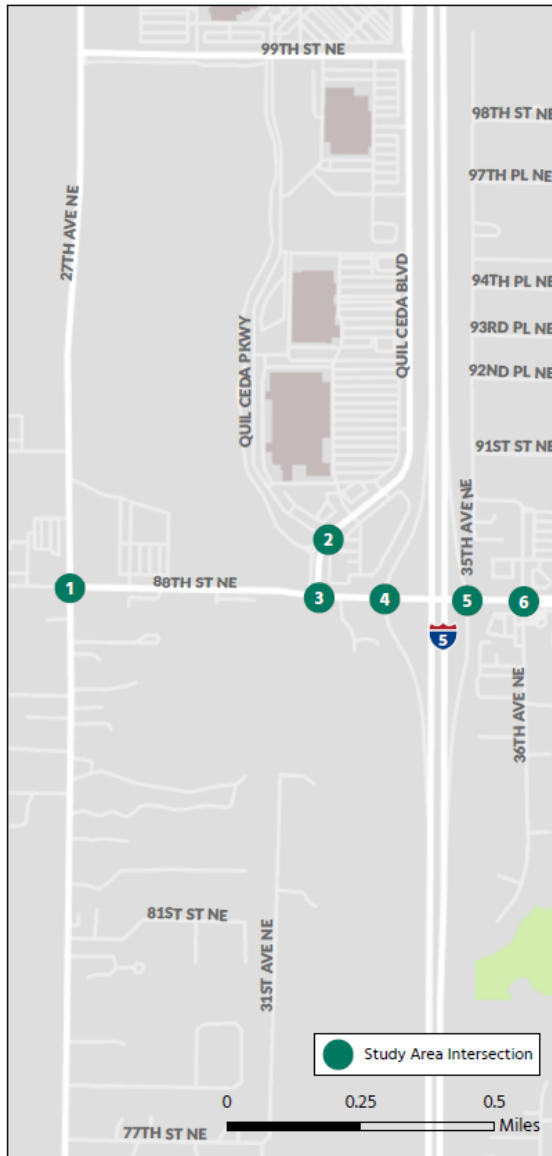 99TH ST NE
98TH ST NE
97TH PL NE
27TH AVE NE
94TH PL NE
QUIL CEDA BLVD
93RD PL NE
QUIL CEDA PKWY
92ND PL NE
91ST ST NE
35TH AVE NE
2
1
88TH ST NE
3
4
5
6
5
36TH AVE NE
81ST ST NE
31ST AVE NE
Study Area Intersection
0 0.25 0.5
Miles
77TH ST NE